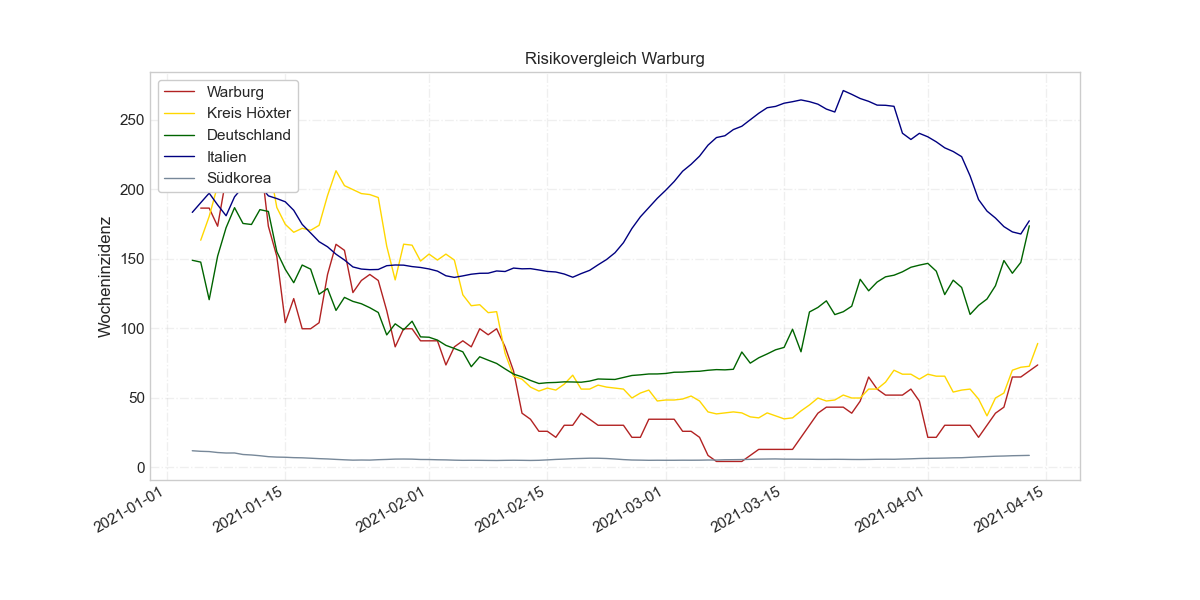 Risikovergleich Warburg
Warburg
Kreis Höxter
Deutschland
Italien
Südkorea
Wocheninzidenz
250
200
150
100
50
0
2021-01-01
2021-01-15
2021-02-01
2021-02-15
2021-03-01
2021-03-15
2021-04-01
2021-04-15